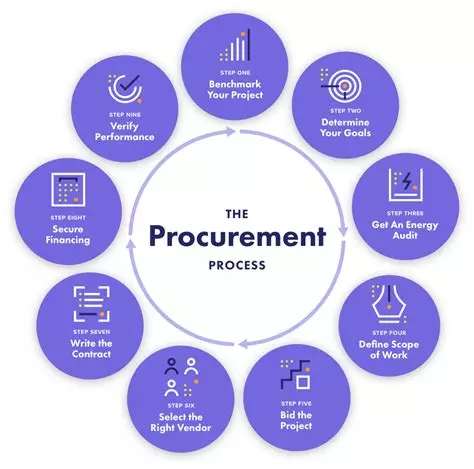 THE
Procurement
PROCESS
STEP ONE
Benchmark
Your Project
STEP TWO
Determine
Your Goals
STEP THREE
Get An Energy
Audit
STEP FOUR
Define Scope
of Work
STEP FIVE
Bid the
Project
STEP SIX
Select the
Right Vendor
STEP SEVEN
Write the
Contract
STEP EIGHT
Secure
Financing
STEP NINE
Verify
Performance